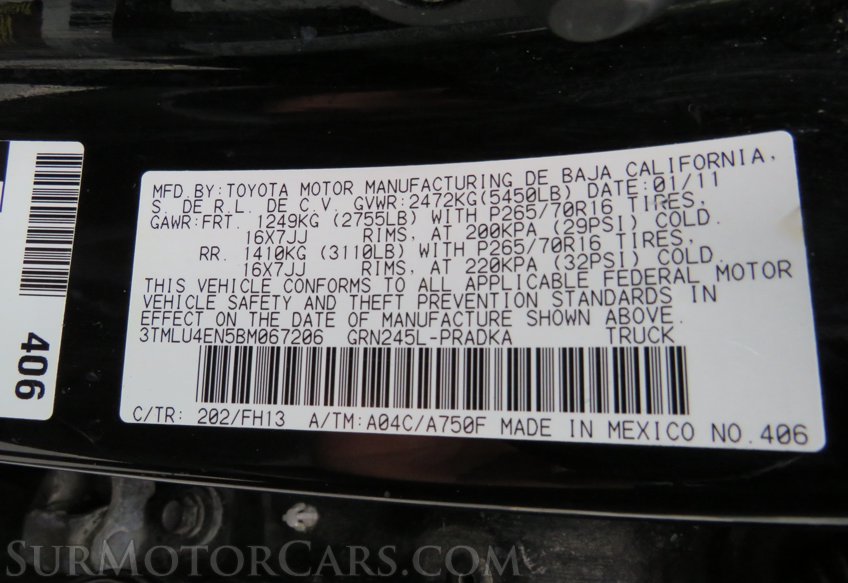 MFD. BY: TOYOTA MOTOR MANUFACTURING DE BAJA CALIFORNIA,
S. DE R.L. DE C.V. GVWR:2472KG(5450LB) DATE:01/11
GAWR:FRT. 1249KG (2755LB) WITH P265/70R16 TIRES,
16X7JJ RIMS, AT 200KPA (29PSI) COLD.
RR. 1410KG (3110LB) WITH P265/70R16 TIRES,
16X7JJ RIMS, AT 220KPA (32PSI) COLD.
THIS VEHICLE CONFORMS TO ALL APPLICABLE FEDERAL MOTOR
VEHICLE SAFETY AND THEFT PREVENTION STANDARDS IN
EFFECT ON THE DATE OF MANUFACTURE SHOWN ABOVE.
3TMLU4EN5BM067206 GRN245L-PRADKA TRUCK
C/TR: 202/FH13 A/TM:A04C/A750F MADE IN MEXICO NO.406
406
SurMotorCars.com